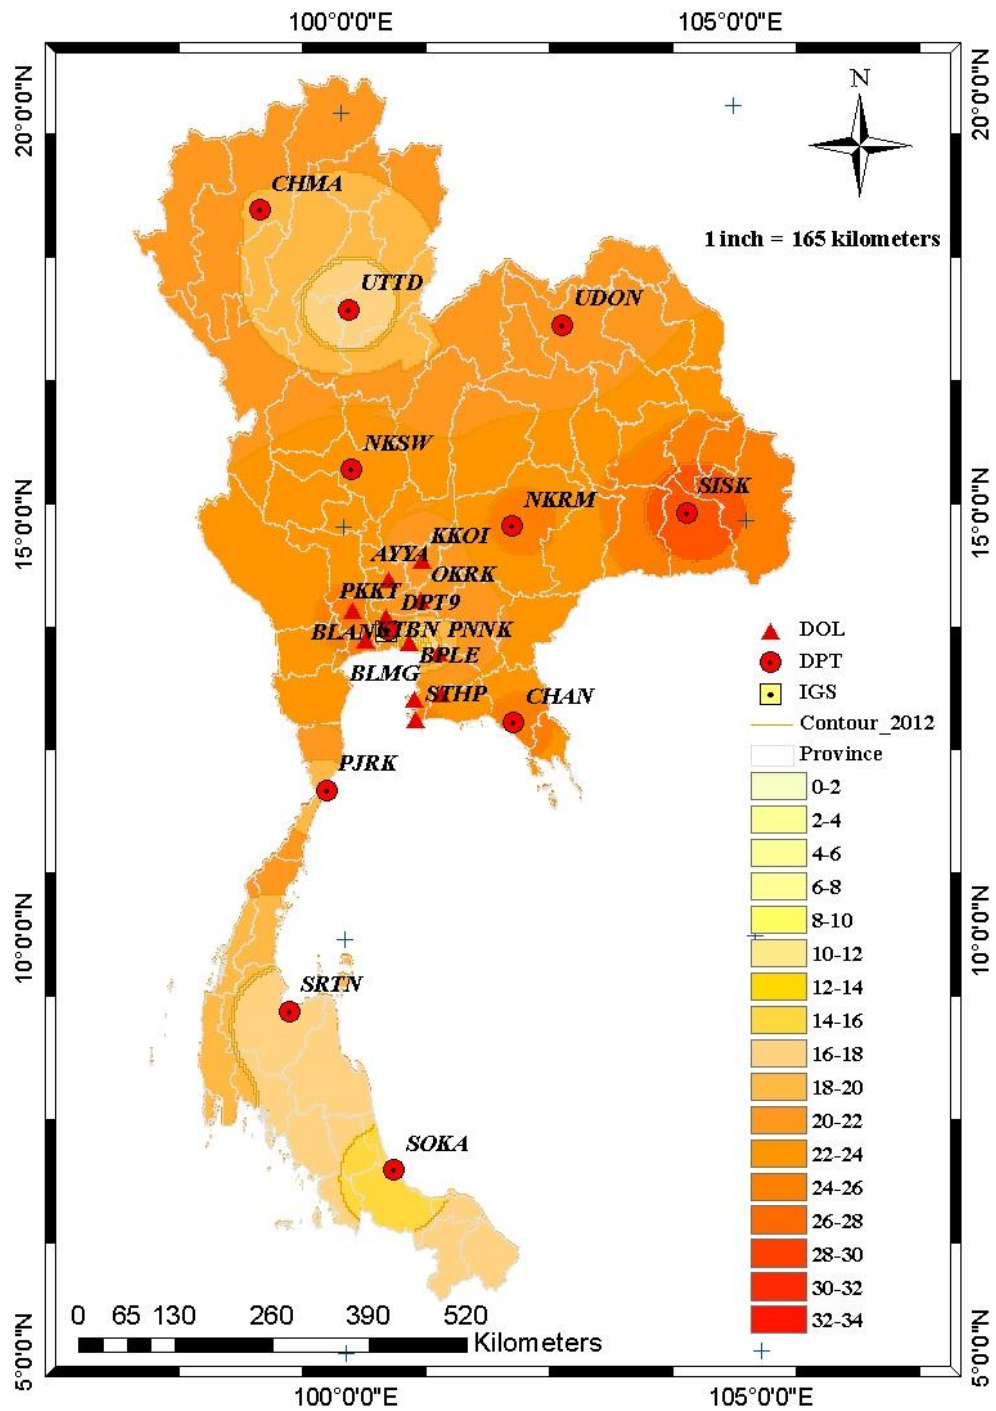 100°0'0"E 105°0'0"E
20°0'0"N 20°0'0"N
N
CHMA
1 inch = 165 kilometers
UTTD
UDON
NKSW
NKRM
SISK
15°0'0"N 15°0'0"N
KKOI
AYYA
OKRK
PKKT
DPT9
BLAN KTBN PNNK
BPLE
BLMG
STHP
CHAN
PJRK
DOL
DPT
IGS
Contour_2012
Province
0-2
2-4
4-6
6-8
8-10
10-12
12-14
14-16
16-18
18-20
20-22
22-24
24-26
26-28
28-30
30-32
32-34
10°0'0"N 10°0'0"N
SRTN
SOKA
0 65 130 260 390 520
Kilometers
5°0'0"N 5°0'0"N
100°0'0"E 105°0'0"E